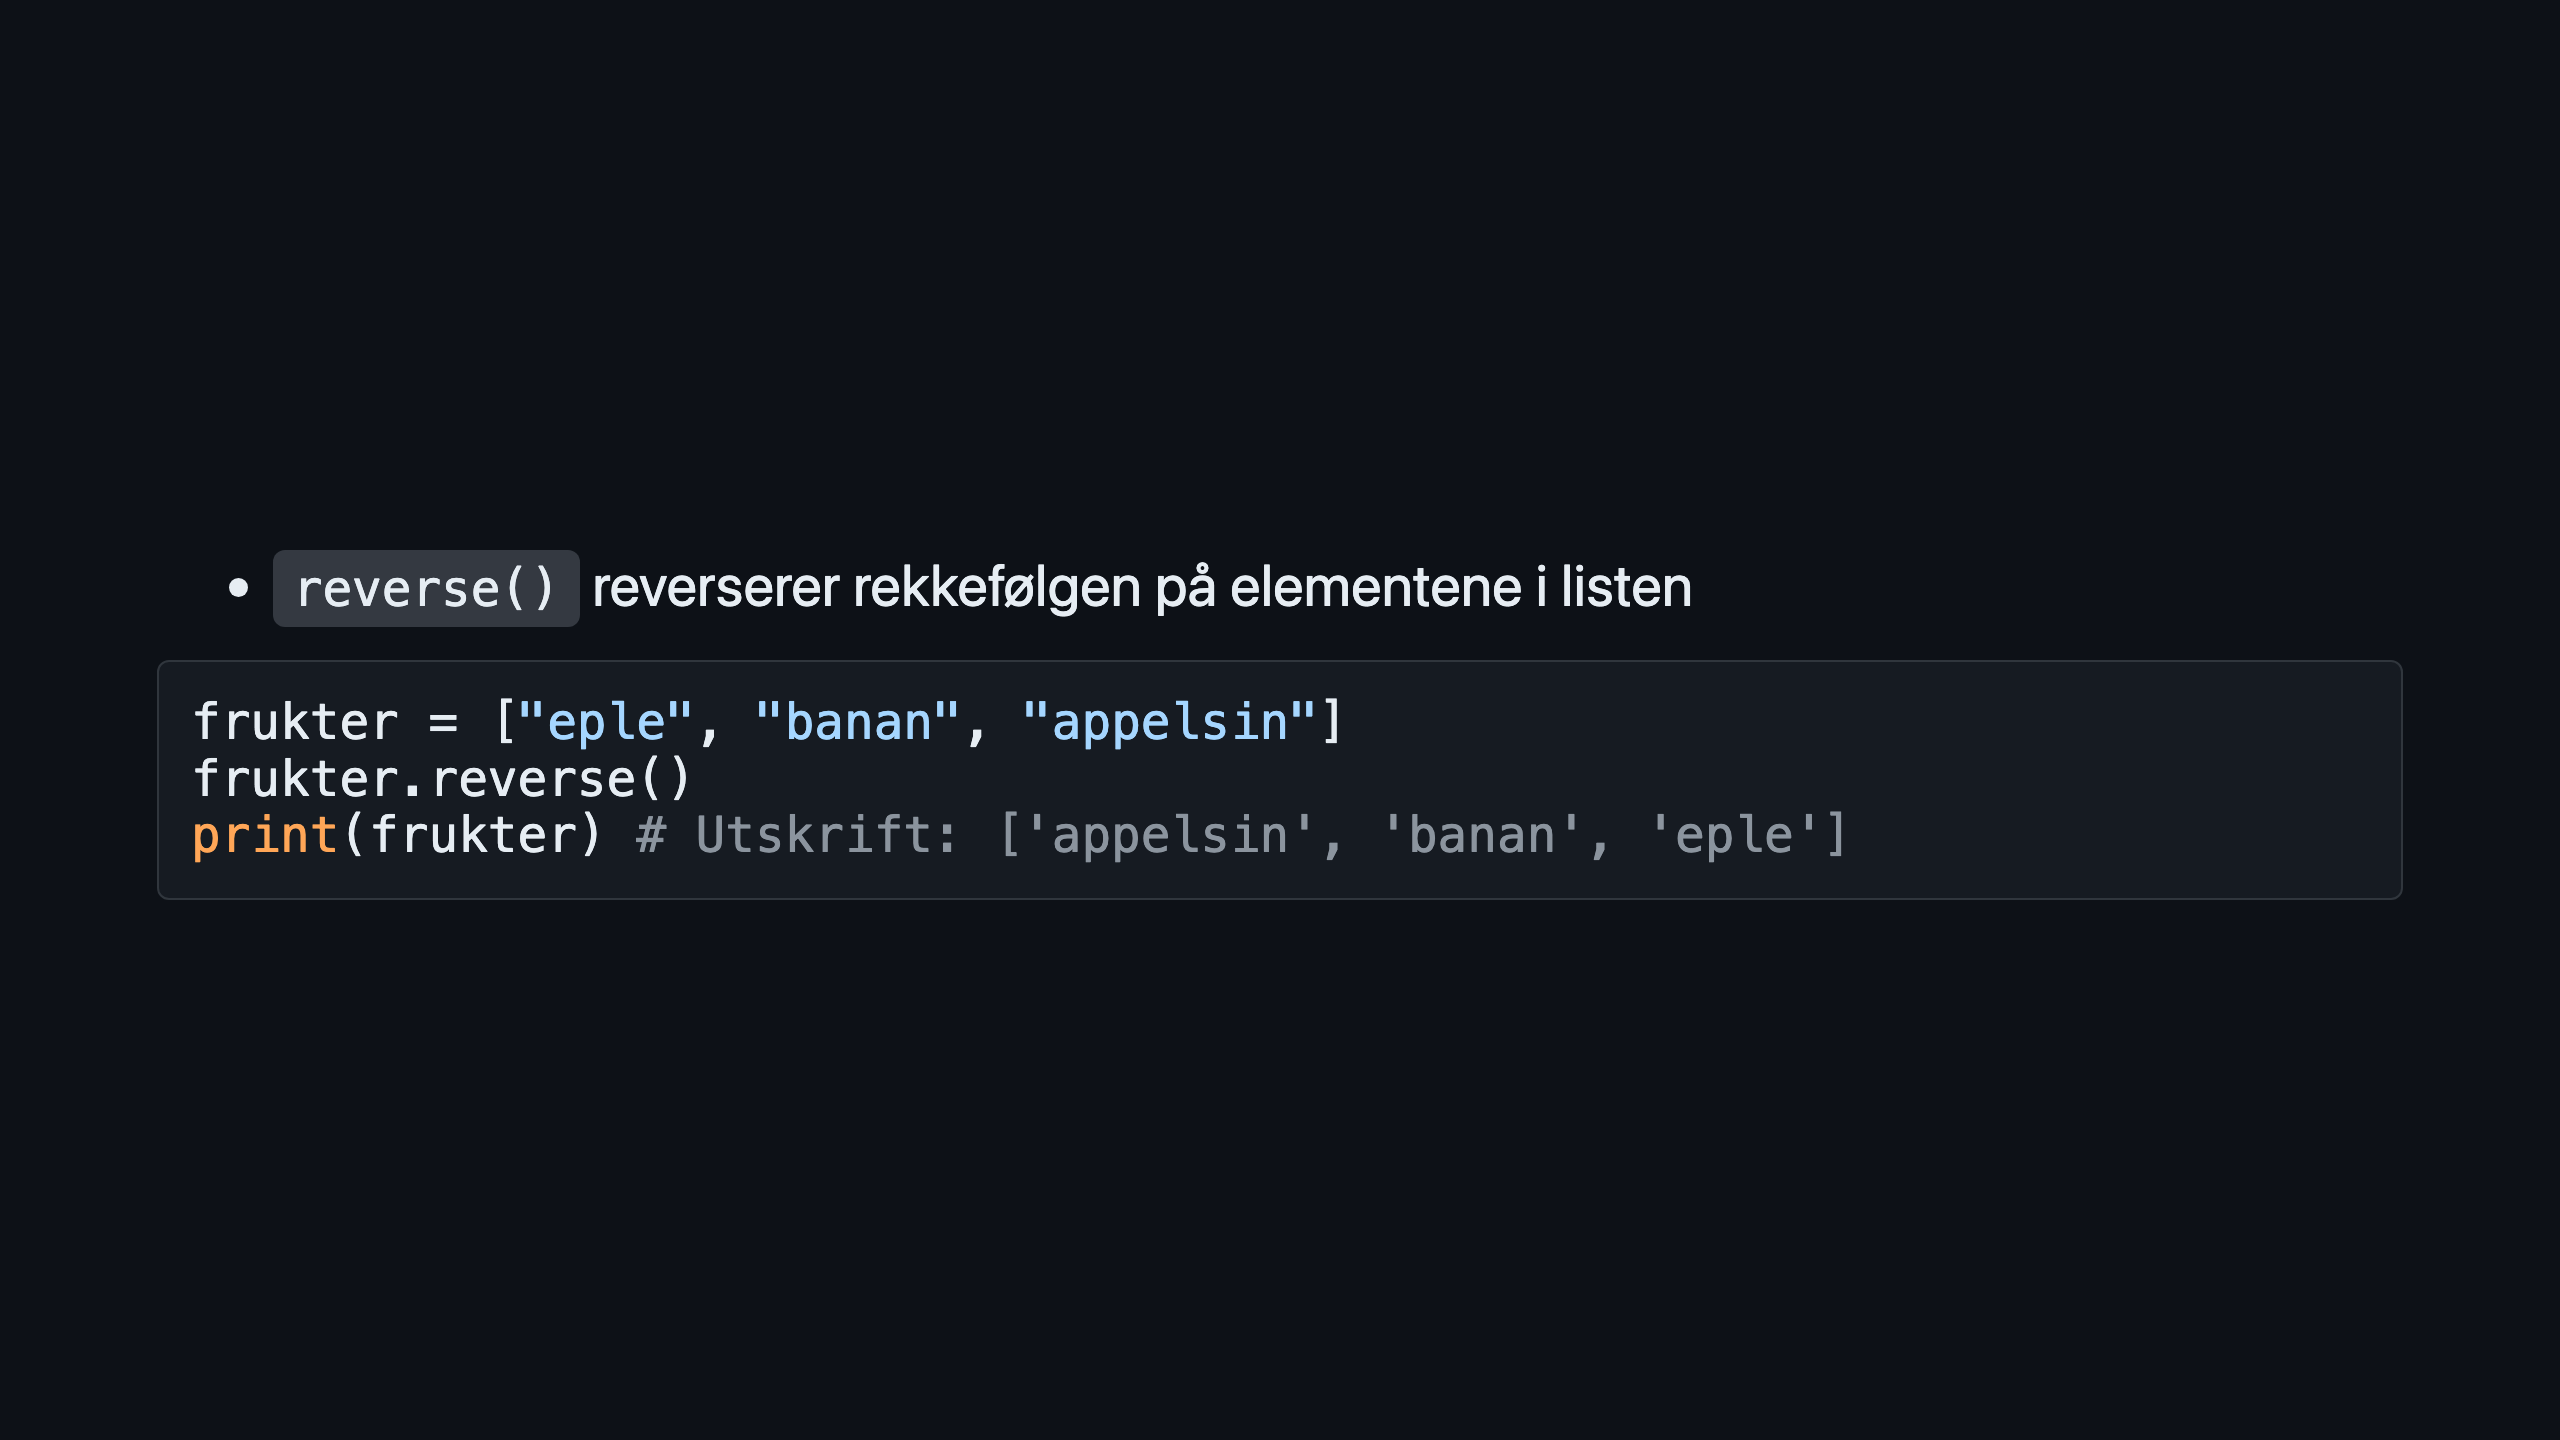 • reverse() reverserer rekkefølgen på elementene i listen
frukter = ["eple", "banan", "appelsin"]
frukter.reverse()
print(frukter) # Utskrift: ['appelsin', 'banan', 'eple']